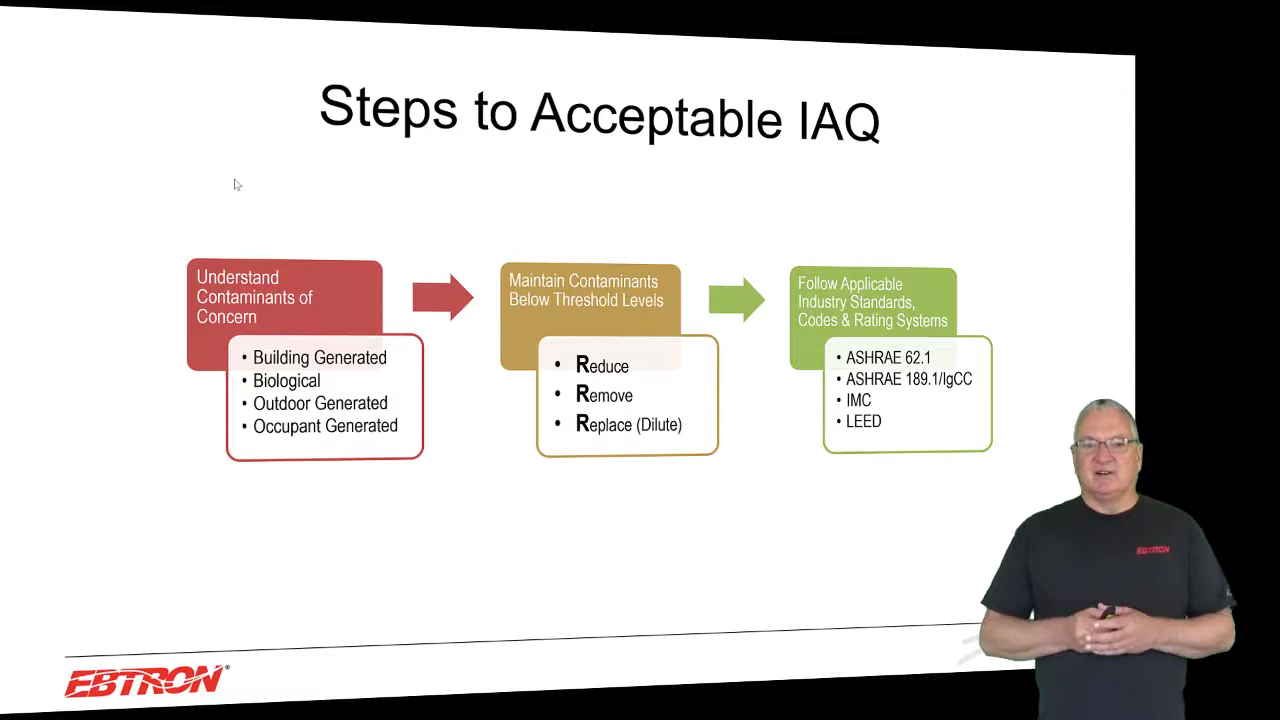 Steps to Acceptable IAQ
Understand
Contaminants of
Concern
• Building Generated
• Biological
• Outdoor Generated
• Occupant Generated
Maintain Contaminants
Below Threshold Levels
• Reduce
• Remove
• Replace (Dilute)
Follow Applicable
Industry Standards,
Codes & Rating Systems
• ASHRAE 62.1
• ASHRAE 189.1/IgCC
• IMC
• LEED
EBTRON
EBTRON®